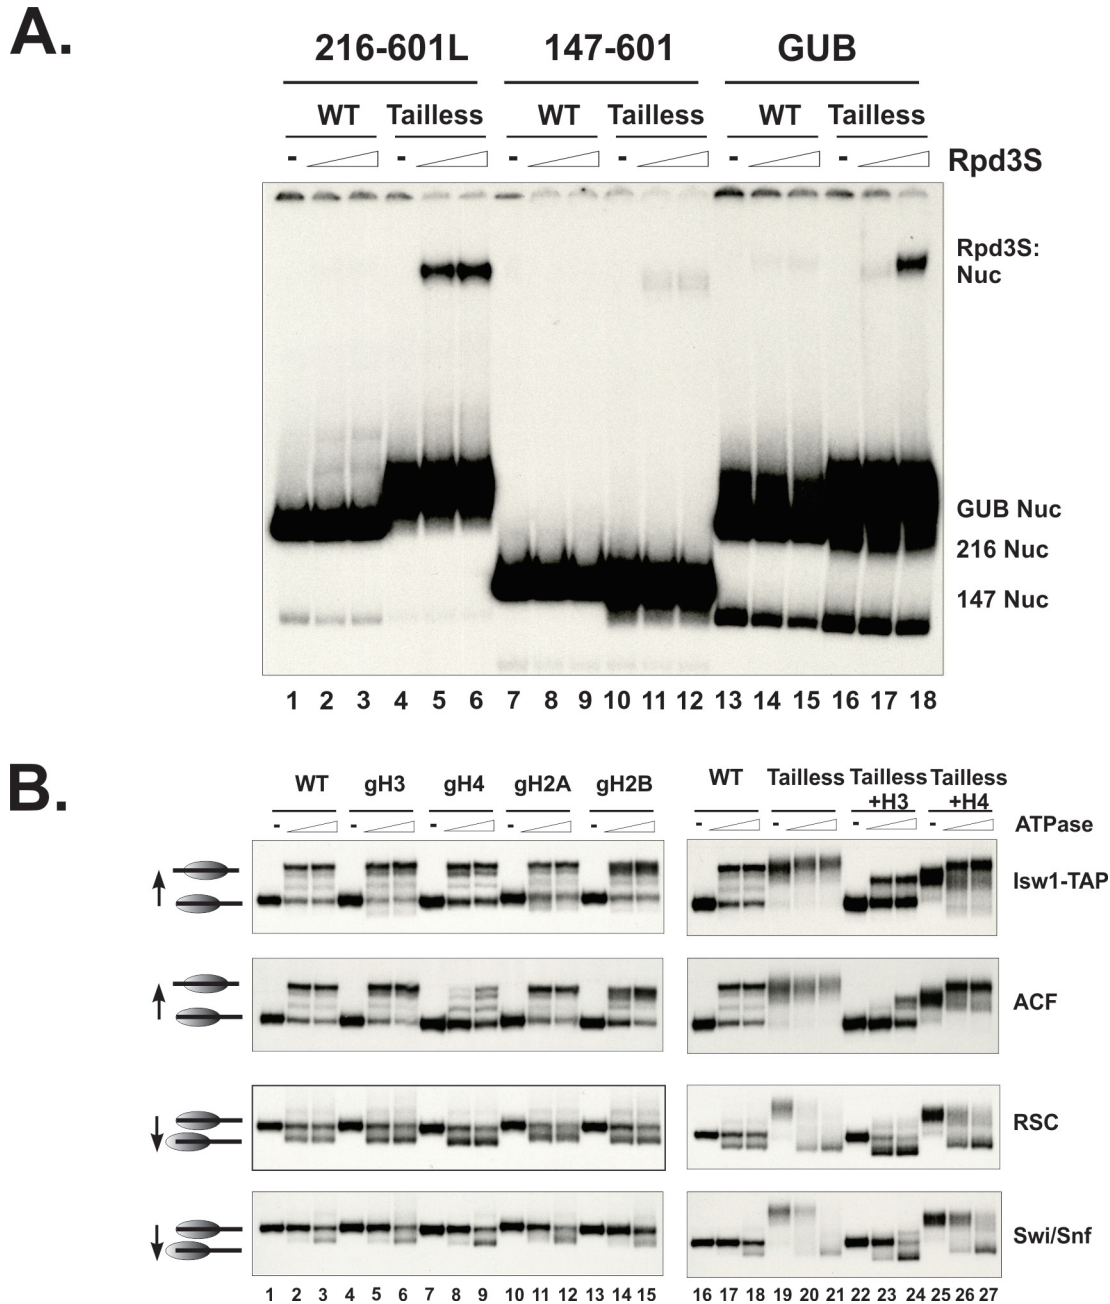 A.
216-601L 147-601 GUB
WT Tailless WT Tailless WT Tailless
- - - - - - Rpd3S
Rpd3S:
Nuc
GUB Nuc
216 Nuc
147 Nuc
1 2 3 4 5 6 7 8 9 10 11 12 13 14 15 16 17 18
B.
WT gH3 gH4 gH2A gH2B WT Tailless Tailless Tailless
+H3 +H4
- - - - - - - - - ATPase
Isw1-TAP
ACF
RSC
Swi/Snf
1 2 3 4 5 6 7 8 9 10 11 12 13 14 15 16 17 18 19 20 21 22 23 24 25 26 27